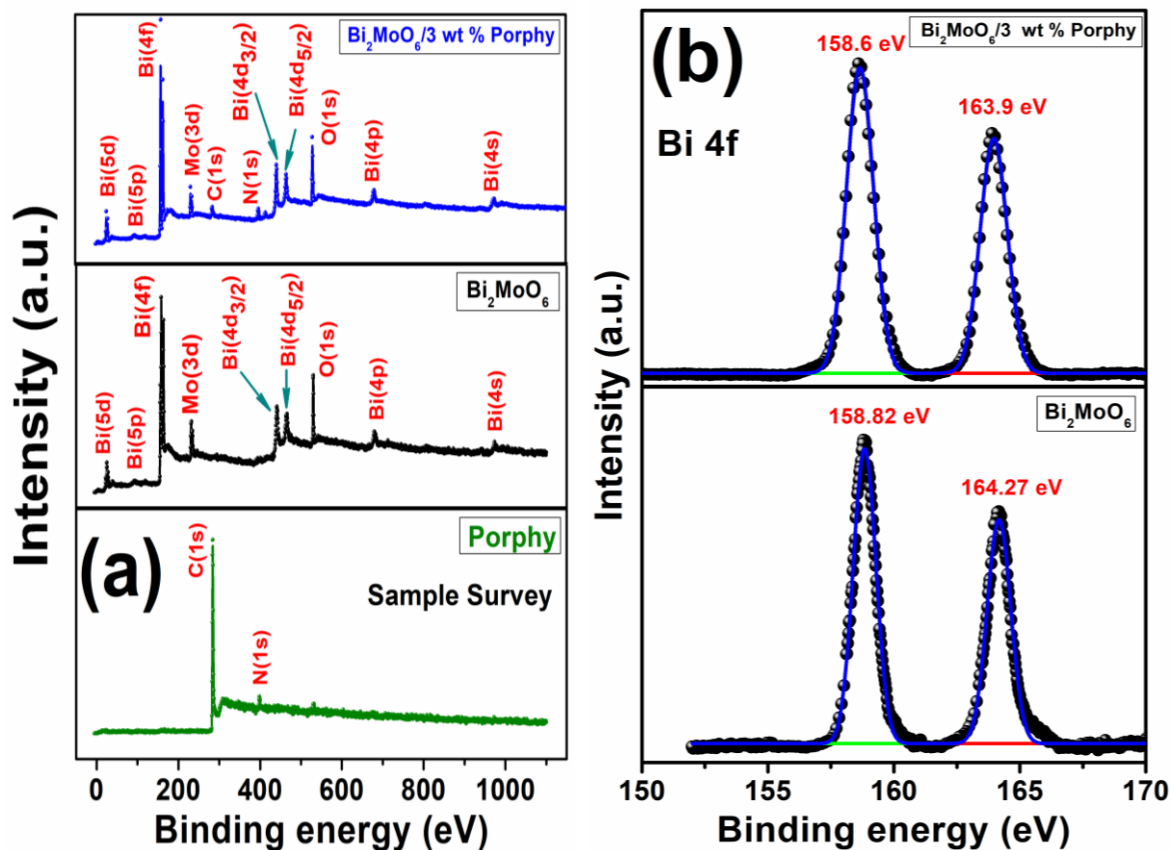 Intensity (a.u.)
Bi₂MoO₆/3 wt % Porphy
Bi(5d)
Bi(5p)
Bi(4f)
Mo(3d)
C(1s)
N(1s)
Bi(4d₃/₂)
Bi(4d₅/₂)
O(1s)
Bi(4p)
Bi(4s)
Bi₂MoO₆
Bi(5d)
Bi(5p)
Bi(4f)
Mo(3d)
Bi(4d₃/₂)
Bi(4d₅/₂)
O(1s)
Bi(4p)
Bi(4s)
(a)
Porphy
Sample Survey
C(1s)
N(1s)
0 200 400 600 800 1000
Binding energy (eV)
Intensity (a.u.)
(b)
Bi 4f
Bi₂MoO₆/3 wt % Porphy
158.6 eV
163.9 eV
Bi₂MoO₆
158.82 eV
164.27 eV
150 155 160 165 170
Binding energy (eV)